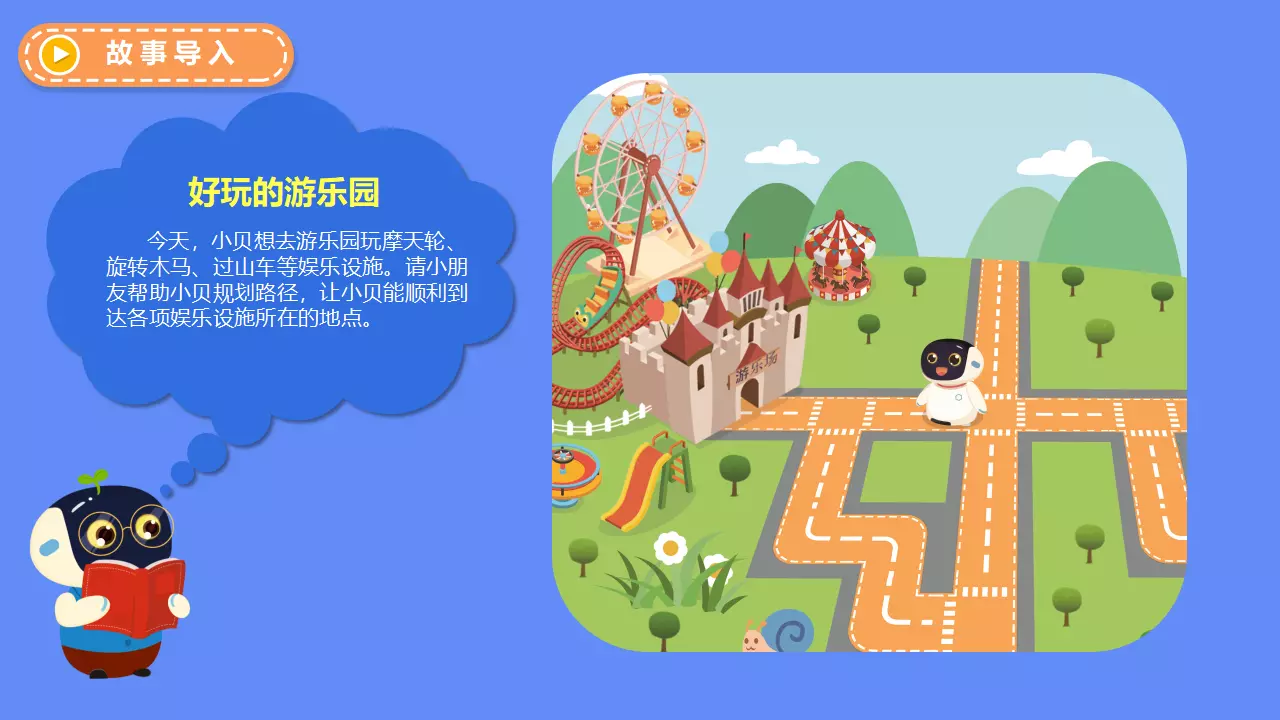 故事导入
好玩的游乐园
今天，小贝想去游乐园玩摩天轮、
旋转木马、过山车等娱乐设施。请小朋
友帮助小贝规划路径，让小贝能顺利到
达各项娱乐设施所在的地点。
游乐场